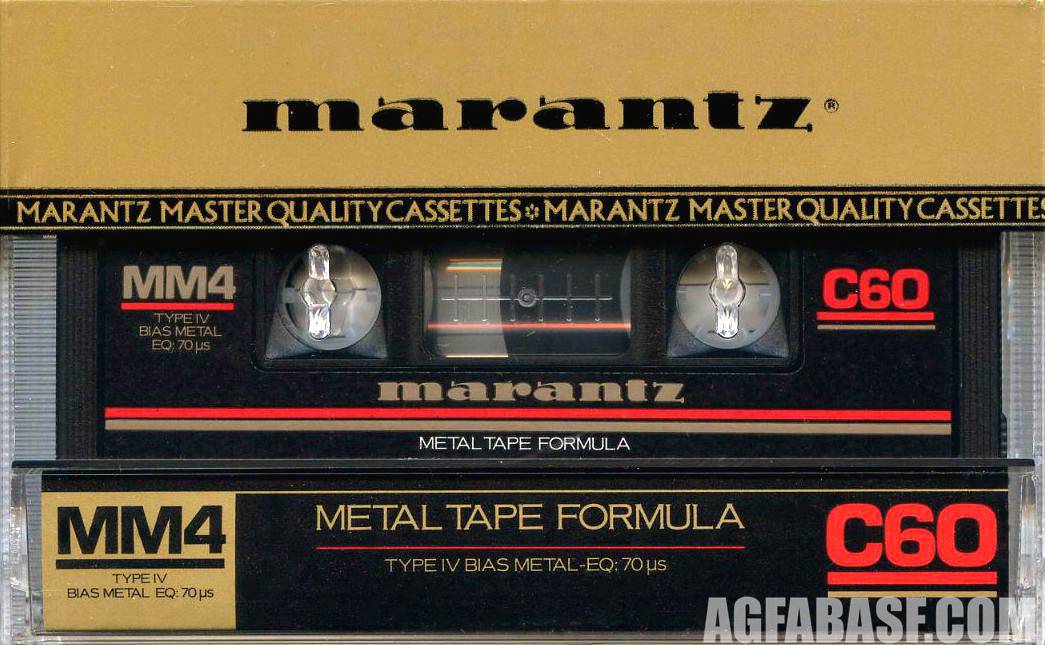 marantz®
MARANTZ MASTER QUALITY CASSETTES ✽ MARANTZ MASTER QUALITY CASSETTES
MM4
TYPE IV
BIAS METAL
EQ: 70 µs
C60
marantz
METAL TAPE FORMULA
MM4
TYPE IV
BIAS METAL EQ: 70 µs
METAL TAPE FORMULA
TYPE IV BIAS METAL-EQ: 70 µs
C60
AGFABASE.COM